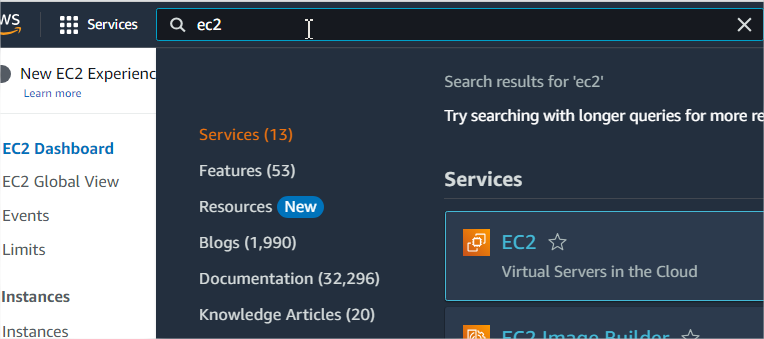 WS
Services
ec2
New EC2 Experienc
Learn more
EC2 Dashboard
EC2 Global View
Events
Limits
Instances
Instances
Services (13)
Features (53)
Resources New
Blogs (1,990)
Documentation (32,296)
Knowledge Articles (20)
Search results for 'ec2'
Try searching with longer queries for more re
Services
EC2
Virtual Servers in the Cloud
EC2 Image Builder